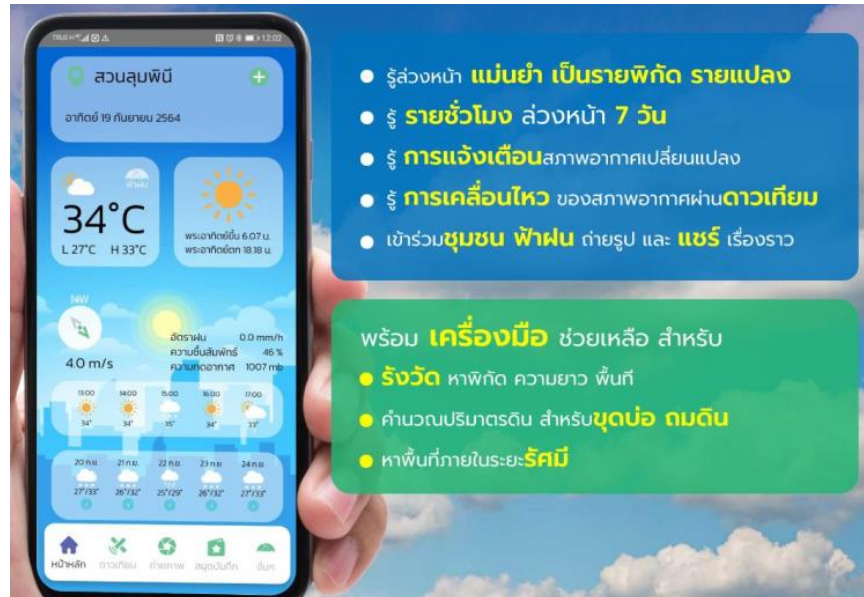 12:02
สวนลุมพินี
อาทิตย์ 19 กันยายน 2564
34°C
L 27°C H 33°C
พระอาทิตย์ขึ้น 6.07 น.
พระอาทิตย์ตก 18.18 น.
NW
4.0 m/s
อัตราฝน 0.0 mm/h
ความชื้นสัมพัทธ์ 46 %
ความกดอากาศ 1007 mb
13:00 14:00 15:00 16:00 17:00
34° 34° 35° 34° 33°
20 ก.ย. 21 ก.ย. 22 ก.ย. 23 ก.ย. 24 ก.ย.
27°/33° 26°/32° 25°/29° 26°/32° 27°/33°
หน้าหลัก ดาวเทียม ถ่ายภาพ สมุดบันทึก อื่นๆ
รู้ล่วงหน้า แม่นยำ เป็นรายพิกัด รายแปลง
รู้ รายชั่วโมง ล่วงหน้า 7 วัน
รู้ การแจ้งเตือนสภาพอากาศเปลี่ยนแปลง
รู้ การเคลื่อนไหว ของสภาพอากาศผ่านดาวเทียม
เข้าร่วมชุมชน ฟ้าฝน ถ่ายรูป และ แชร์ เรื่องราว
พร้อม เครื่องมือ ช่วยเหลือ สำหรับ
รังวัด หาพิกัด ความยาว พื้นที่
คำนวณปริมาตรดิน สำหรับขุดบ่อ ถมดิน
หาพื้นที่ภายในระยะรัศมี